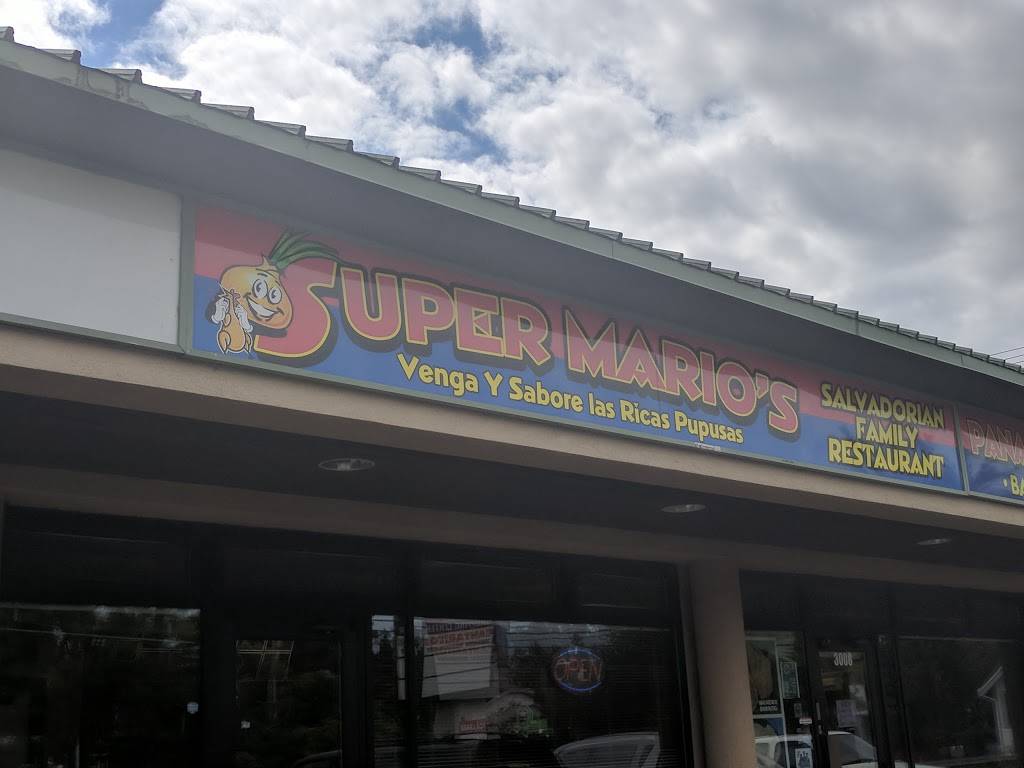 SUPER MARIO'S
Venga Y Sabore las Ricas Pupusas
SALVADORIAN
FAMILY
RESTAURANT
OPEN
3008